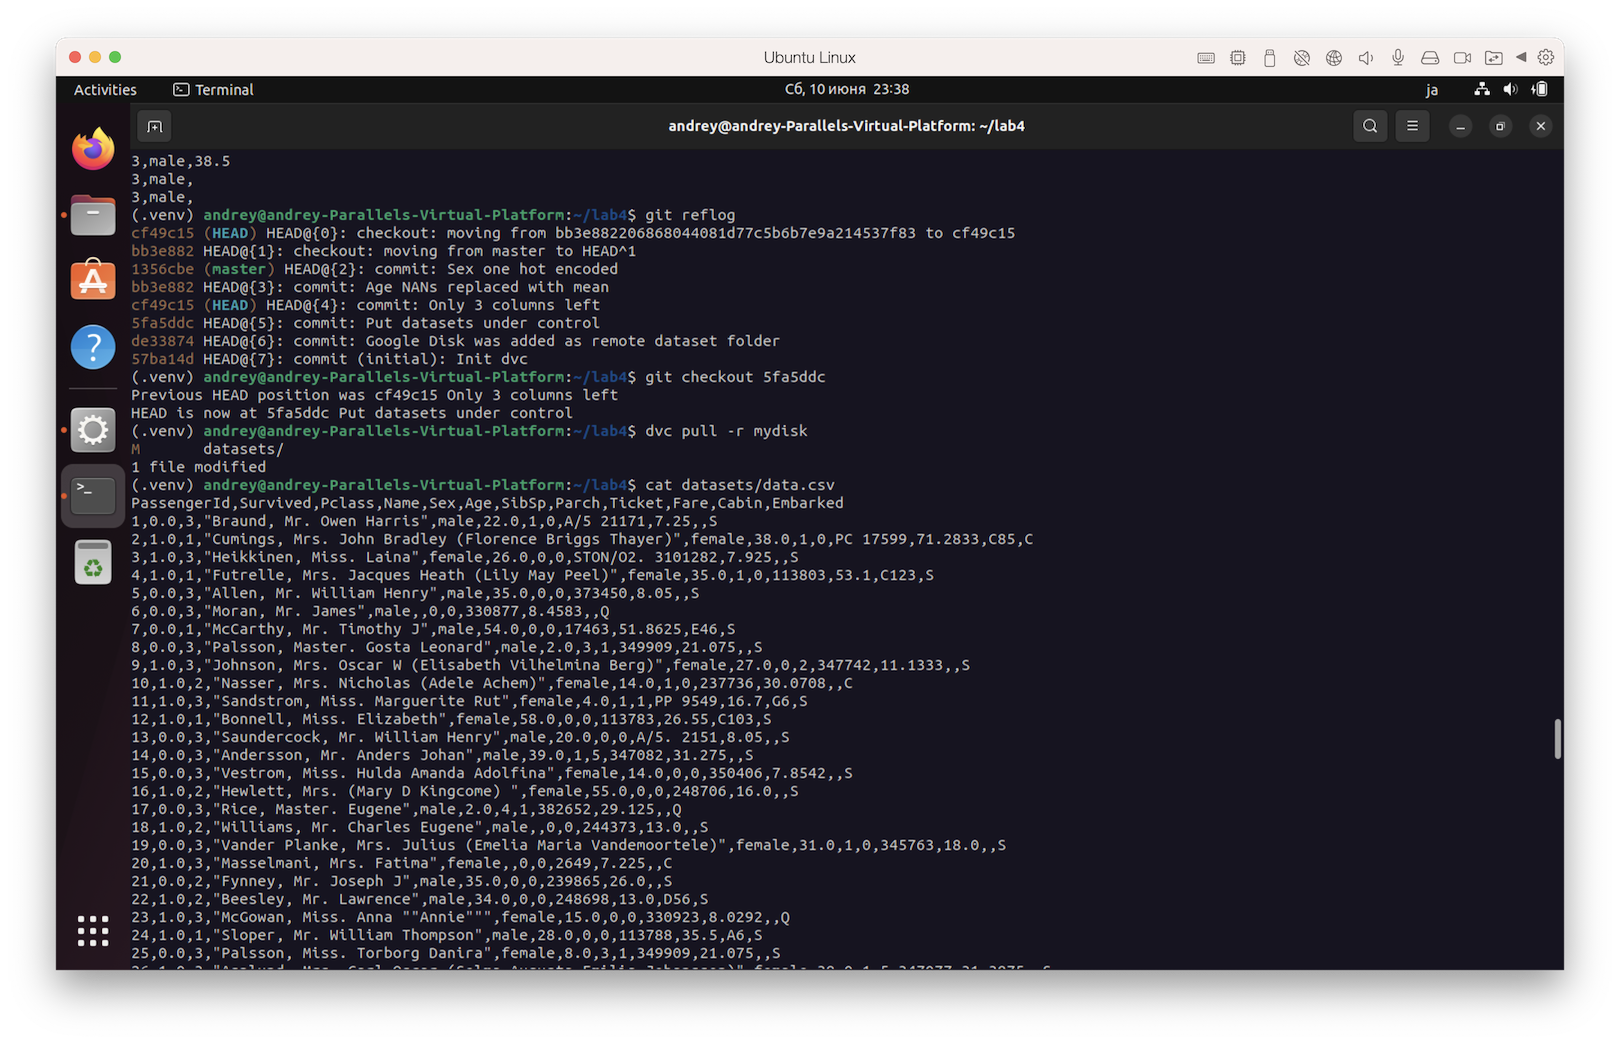 Ubuntu Linux
Activities
Terminal
Сб, 10 июня 23:38
ja
andrey@andrey-Parallels-Virtual-Platform: ~/lab4
3,male,38.5
3,male,
3,male,
(.venv) andrey@andrey-Parallels-Virtual-Platform:~/lab4$ git reflog
cf49c15 (HEAD) HEAD@{0}: checkout: moving from bb3e882206868044081d77c5b6b7e9a214537f83 to cf49c15
bb3e882 HEAD@{1}: checkout: moving from master to HEAD^1
1356cbe (master) HEAD@{2}: commit: Sex one hot encoded
bb3e882 HEAD@{3}: commit: Age NANs replaced with mean
cf49c15 (HEAD) HEAD@{4}: commit: Only 3 columns left
5fa5ddc HEAD@{5}: commit: Put datasets under control
de33874 HEAD@{6}: commit: Google Disk was added as remote dataset folder
57ba14d HEAD@{7}: commit (initial): Init dvc
(.venv) andrey@andrey-Parallels-Virtual-Platform:~/lab4$ git checkout 5fa5ddc
Previous HEAD position was cf49c15 Only 3 columns left
HEAD is now at 5fa5ddc Put datasets under control
(.venv) andrey@andrey-Parallels-Virtual-Platform:~/lab4$ dvc pull -r mydisk
M       datasets/
1 file modified
(.venv) andrey@andrey-Parallels-Virtual-Platform:~/lab4$ cat datasets/data.csv
PassengerId,Survived,Pclass,Name,Sex,Age,SibSp,Parch,Ticket,Fare,Cabin,Embarked
1,0.0,3,"Braund, Mr. Owen Harris",male,22.0,1,0,A/5 21171,7.25,,S
2,1.0,1,"Cumings, Mrs. John Bradley (Florence Briggs Thayer)",female,38.0,1,0,PC 17599,71.2833,C85,C
3,1.0,3,"Heikkinen, Miss. Laina",female,26.0,0,0,STON/O2. 3101282,7.925,,S
4,1.0,1,"Futrelle, Mrs. Jacques Heath (Lily May Peel)",female,35.0,1,0,113803,53.1,C123,S
5,0.0,3,"Allen, Mr. William Henry",male,35.0,0,0,373450,8.05,,S
6,0.0,3,"Moran, Mr. James",male,,0,0,330877,8.4583,,Q
7,0.0,1,"McCarthy, Mr. Timothy J",male,54.0,0,0,17463,51.8625,E46,S
8,0.0,3,"Palsson, Master. Gosta Leonard",male,2.0,3,1,349909,21.075,,S
9,1.0,3,"Johnson, Mrs. Oscar W (Elisabeth Vilhelmina Berg)",female,27.0,0,2,347742,11.1333,,S
10,1.0,2,"Nasser, Mrs. Nicholas (Adele Achem)",female,14.0,1,0,237736,30.0708,,C
11,1.0,3,"Sandstrom, Miss. Marguerite Rut",female,4.0,1,1,PP 9549,16.7,G6,S
12,1.0,1,"Bonnell, Miss. Elizabeth",female,58.0,0,0,113783,26.55,C103,S
13,0.0,3,"Saundercock, Mr. William Henry",male,20.0,0,0,A/5. 2151,8.05,,S
14,0.0,3,"Andersson, Mr. Anders Johan",male,39.0,1,5,347082,31.275,,S
15,0.0,3,"Vestrom, Miss. Hulda Amanda Adolfina",female,14.0,0,0,350406,7.8542,,S
16,1.0,2,"Hewlett, Mrs. (Mary D Kingcome) ",female,55.0,0,0,248706,16.0,,S
17,0.0,3,"Rice, Master. Eugene",male,2.0,4,1,382652,29.125,,Q
18,1.0,2,"Williams, Mr. Charles Eugene",male,,0,0,244373,13.0,,S
19,0.0,3,"Vander Planke, Mrs. Julius (Emelia Maria Vandemoortele)",female,31.0,1,0,345763,18.0,,S
20,1.0,3,"Masselmani, Mrs. Fatima",female,,0,0,2649,7.225,,C
21,0.0,2,"Fynney, Mr. Joseph J",male,35.0,0,0,239865,26.0,,S
22,1.0,2,"Beesley, Mr. Lawrence",male,34.0,0,0,248698,13.0,D56,S
23,1.0,3,"McGowan, Miss. Anna ""Annie""",female,15.0,0,0,330923,8.0292,,Q
24,1.0,1,"Sloper, Mr. William Thompson",male,28.0,0,0,113788,35.5,A6,S
25,0.0,3,"Palsson, Miss. Torborg Danira",female,8.0,3,1,349909,21.075,,S